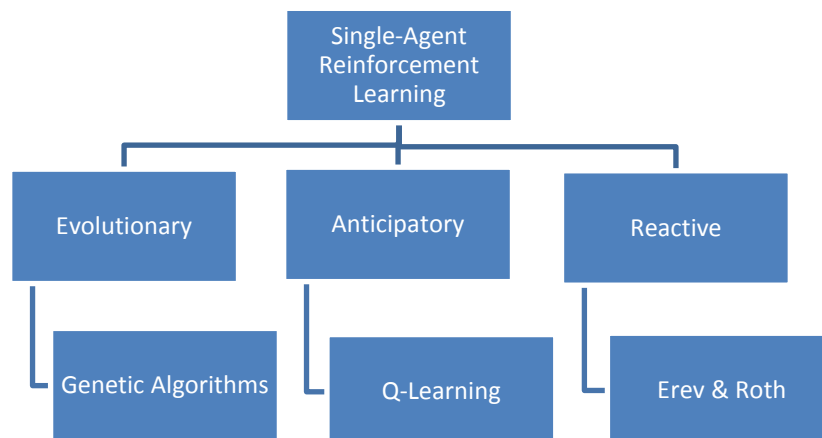 Single-Agent
Reinforcement
Learning
Evolutionary
Anticipatory
Reactive
Genetic Algorithms
Q-Learning
Erev & Roth